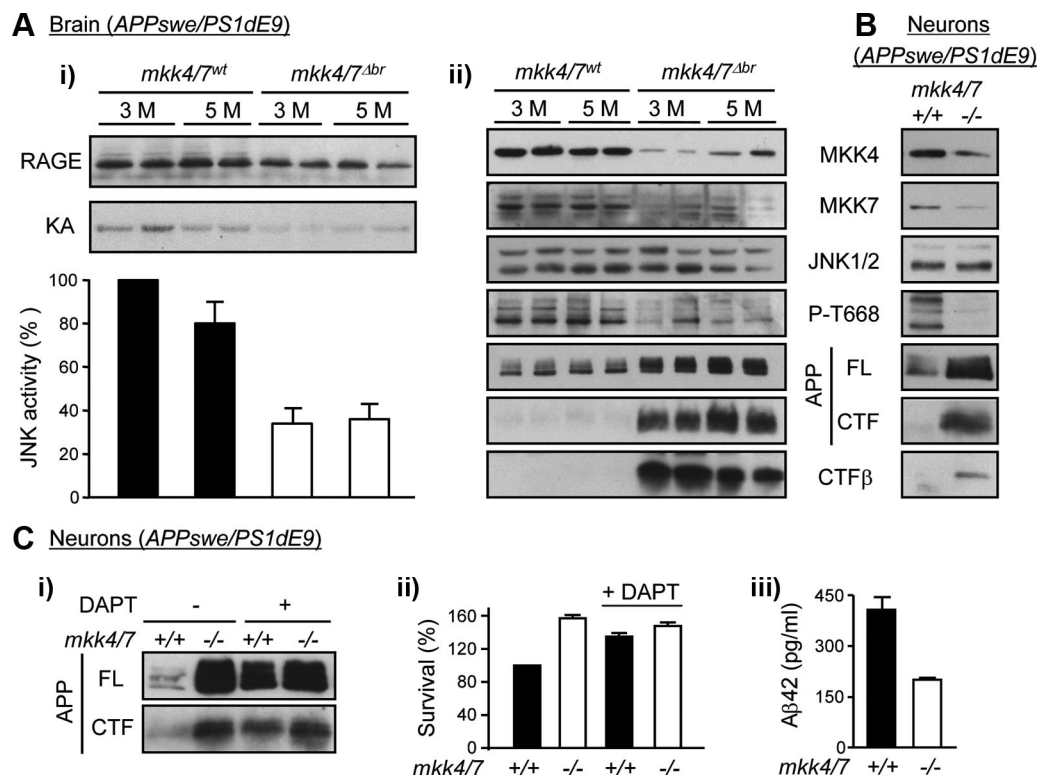 A Brain (APPswe/PS1dE9)
i)
mkk4/7wt mkk4/7Δbr
3 M 5 M 3 M 5 M
RAGE
KA
JNK activity (%)
100
80
60
40
20
0
ii)
mkk4/7wt mkk4/7Δbr
3 M 5 M 3 M 5 M
B Neurons
(APPswe/PS1dE9)
mkk4/7
+/+ -/-
MKK4
MKK7
JNK1/2
P-T668
APP
FL
CTF
CTFβ
C Neurons (APPswe/PS1dE9)
i)
DAPT - +
mkk4/7 +/+ -/- +/+ -/-
APP
FL
CTF
ii)
+ DAPT
Survival (%)
160
120
80
40
0
mkk4/7 +/+ -/- +/+ -/-
iii)
Aβ42 (pg/ml)
450
300
150
0
mkk4/7 +/+ -/-